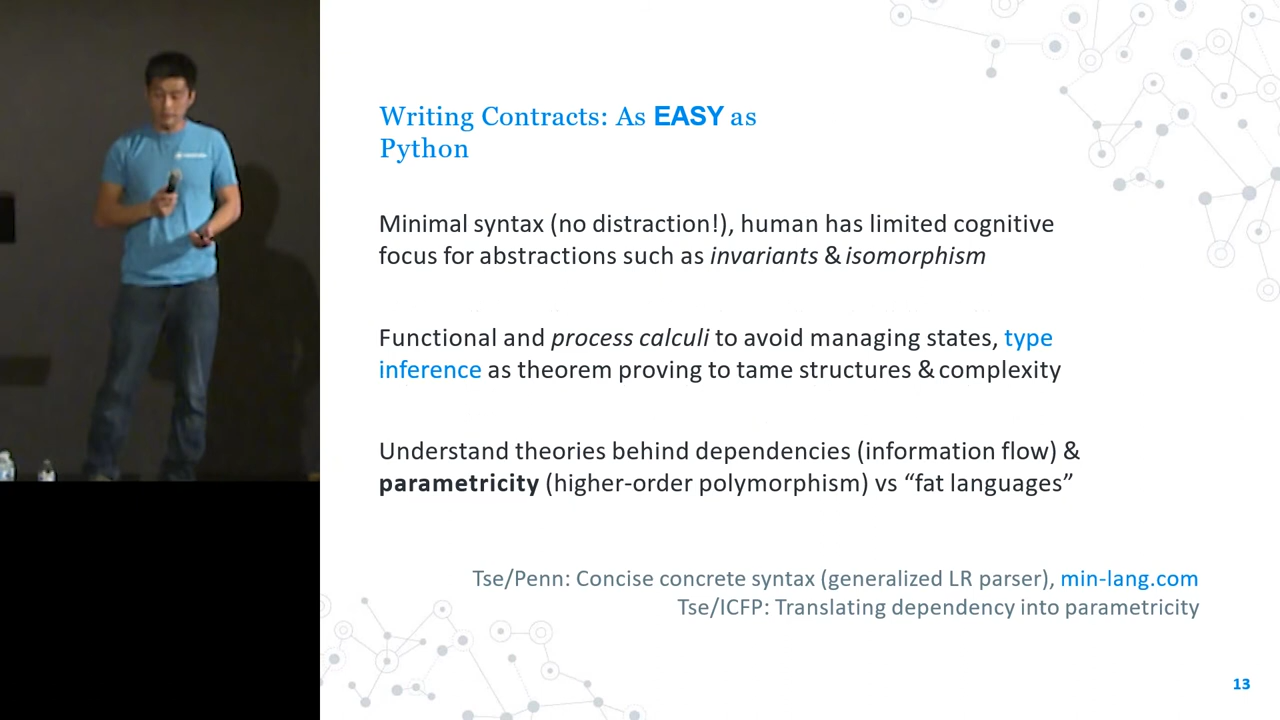 Writing Contracts: As EASY as
Python
Minimal syntax (no distraction!), human has limited cognitive
focus for abstractions such as invariants & isomorphism
Functional and process calculi to avoid managing states, type
inference as theorem proving to tame structures & complexity
Understand theories behind dependencies (information flow) &
parametricity (higher-order polymorphism) vs “fat languages”
Tse/Penn: Concise concrete syntax (generalized LR parser), min-lang.com
Tse/ICFP: Translating dependency into parametricity
13